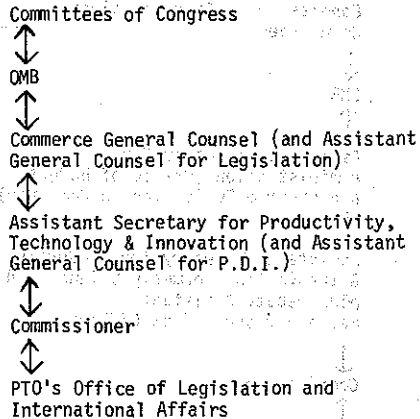 Committees of Congress
OMB
Commerce General Counsel (and Assistant
General Counsel for Legislation)
Assistant Secretary for Productivity,
Technology & Innovation (and Assistant
General Counsel for P.D.I.)
Commissioner
PTO's Office of Legislation and
International Affairs